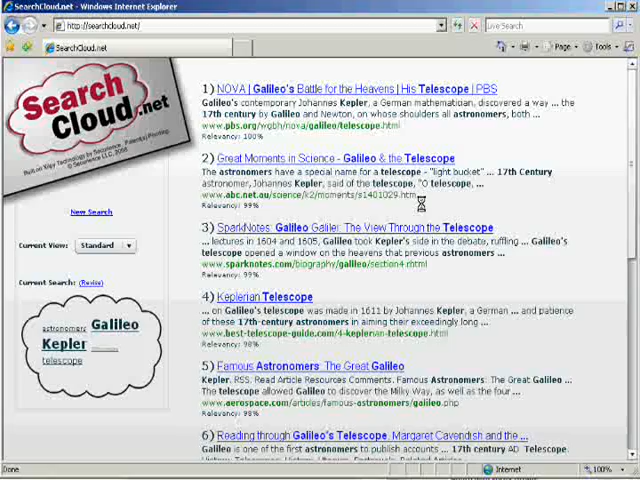 SearchCloud.net - Windows Internet Explorer
http://searchcloud.net/
Live Search
SearchCloud.net
Page
Tools
Search
Cloud.net
New Search
Current View:
Standard
Current Search: (Revise)
astronomers Galileo
Kepler
telescope
1) NOVA | Galileo's Battle for the Heavens | His Telescope | PBS
Galileo's contemporary Johannes Kepler, a German mathematician, discovered a way ... the
17th century by Galileo and Newton, on whose shoulders all astronomers, both ...
www.pbs.org/wgbh/nova/galileo/telescope.html
Relevancy: 100%
2) Great Moments in Science - Galileo & the Telescope
The astronomers have a special name for a telescope - "light bucket" ... 17th Century
astronomer, Johannes Kepler, said of the telescope, "O telescope, ...
www.abc.net.au/science/k2/moments/s1401029.htm
Relevancy: 99%
3) SparkNotes: Galileo Galilei: The View Through the Telescope
... lectures in 1604 and 1605, Galileo took Kepler's side in the debate, ruffling ... Galileo's
telescope opened a window on the heavens that previous astronomers ...
www.sparknotes.com/biography/galileo/section4.rhtml
Relevancy: 99%
4) Keplerian Telescope
... on Galileo's telescope was made in 1611 by Johannes Kepler, a German ... and patience
of these 17th-century astronomers in aiming their exceedingly long ...
www.best-telescope-guide.com/4-keplerian-telescope.html
Relevancy: 98%
5) Famous Astronomers: The Great Galileo
Kepler. RSS. Read Article Resources Comments. Famous Astronomers: The Great Galileo ...
The telescope allowed Galileo to discover the Milky Way, as well as the four ...
www.aerospace.com/articles/famous-astronomers/galileo.php
Relevancy: 98%
6) Reading through Galileo's Telescope. Margaret Cavendish and the ...
Galileo is one of the first astronomers to publish accounts ... 17th century AD Telescope.
Done
Internet
100%